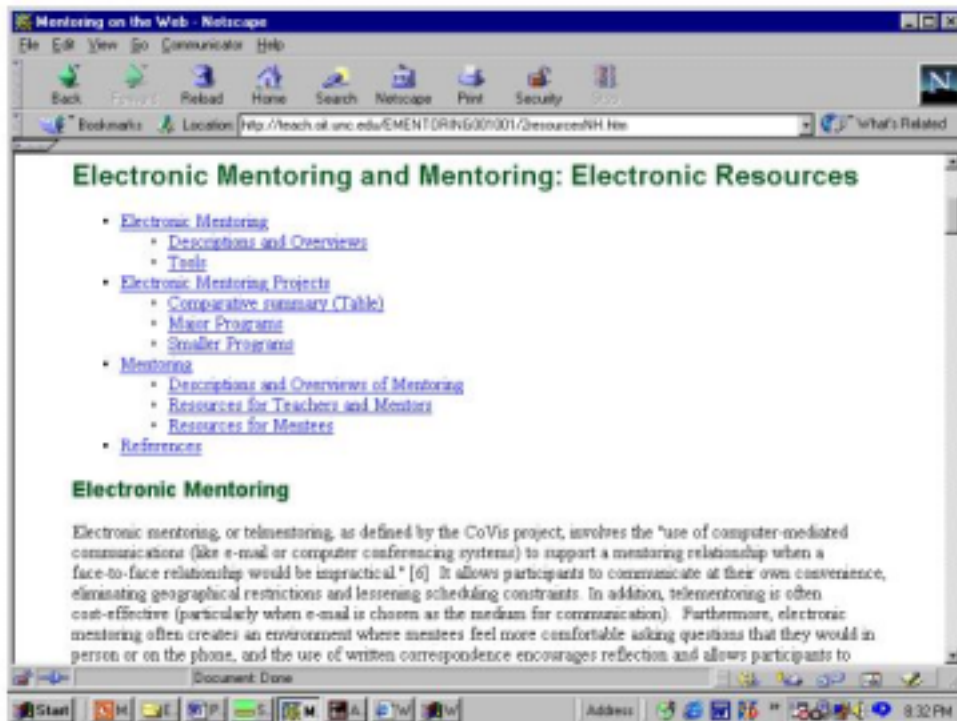 Mentoring on the Web - Netscape
File Edit View Go Communicator Help
Back Forward Reload Home Search Netscape Print Security Stop
Bookmarks Location http://teach.oit.unc.edu/EMENTORING001001/2resourcesNH.htm What's Related
Electronic Mentoring and Mentoring: Electronic Resources
• Electronic Mentoring
• Descriptions and Overviews
• Tools
• Electronic Mentoring Projects
• Comparative summary (Table)
• Major Programs
• Smaller Programs
• Mentoring
• Descriptions and Overviews of Mentoring
• Resources for Teachers and Mentors
• Resources for Mentees
• References
Electronic Mentoring
Electronic mentoring, or telmentoring, as defined by the CoVis project, involves the "use of computer-mediated
communications (like e-mail or computer conferencing systems) to support a mentoring relationship when a
face-to-face relationship would be impractical." [6] It allows participants to communicate at their own convenience,
eliminating geographical restrictions and lessening scheduling constraints. In addition, telementoring is often
cost-effective (particularly when e-mail is chosen as the medium for communication). Furthermore, electronic
mentoring often creates an environment where mentees feel more comfortable asking questions that they would in
person or on the phone, and the use of written correspondence encourages reflection and allows participants to
Document: Done
Start M. E. P. S. M. A. W W Address 8:32 PM